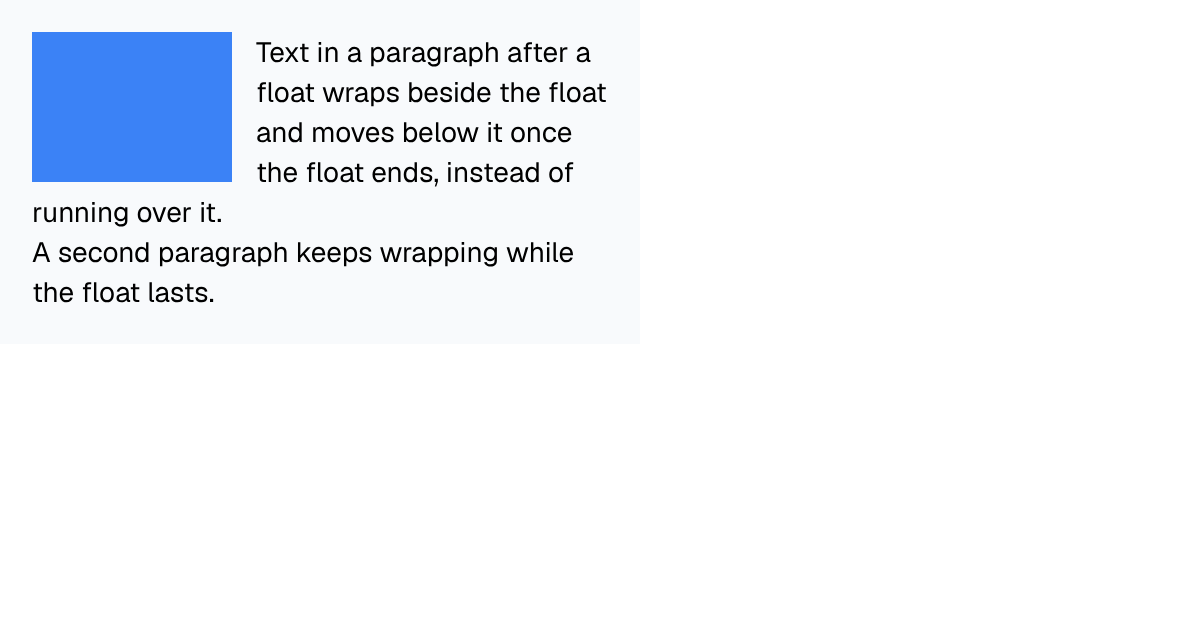 Text in a paragraph after a
float wraps beside the float
and moves below it once
the float ends, instead of
running over it.
A second paragraph keeps wrapping while
the float lasts.